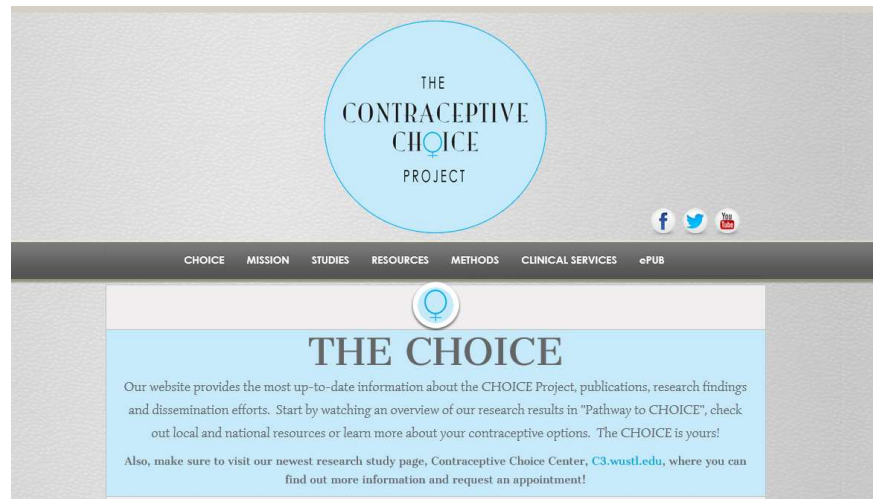 THE
CONTRACEPTIVE
CHOICE
PROJECT
f
You
Tube
CHOICE MISSION STUDIES RESOURCES METHODS CLINICAL SERVICES ePUB
THE CHOICE
Our website provides the most up-to-date information about the CHOICE Project, publications, research findings
and dissemination efforts. Start by watching an overview of our research results in "Pathway to CHOICE", check
out local and national resources or learn more about your contraceptive options. The CHOICE is yours!
Also, make sure to visit our newest research study page, Contraceptive Choice Center, C3.wustl.edu, where you can
find out more information and request an appointment!